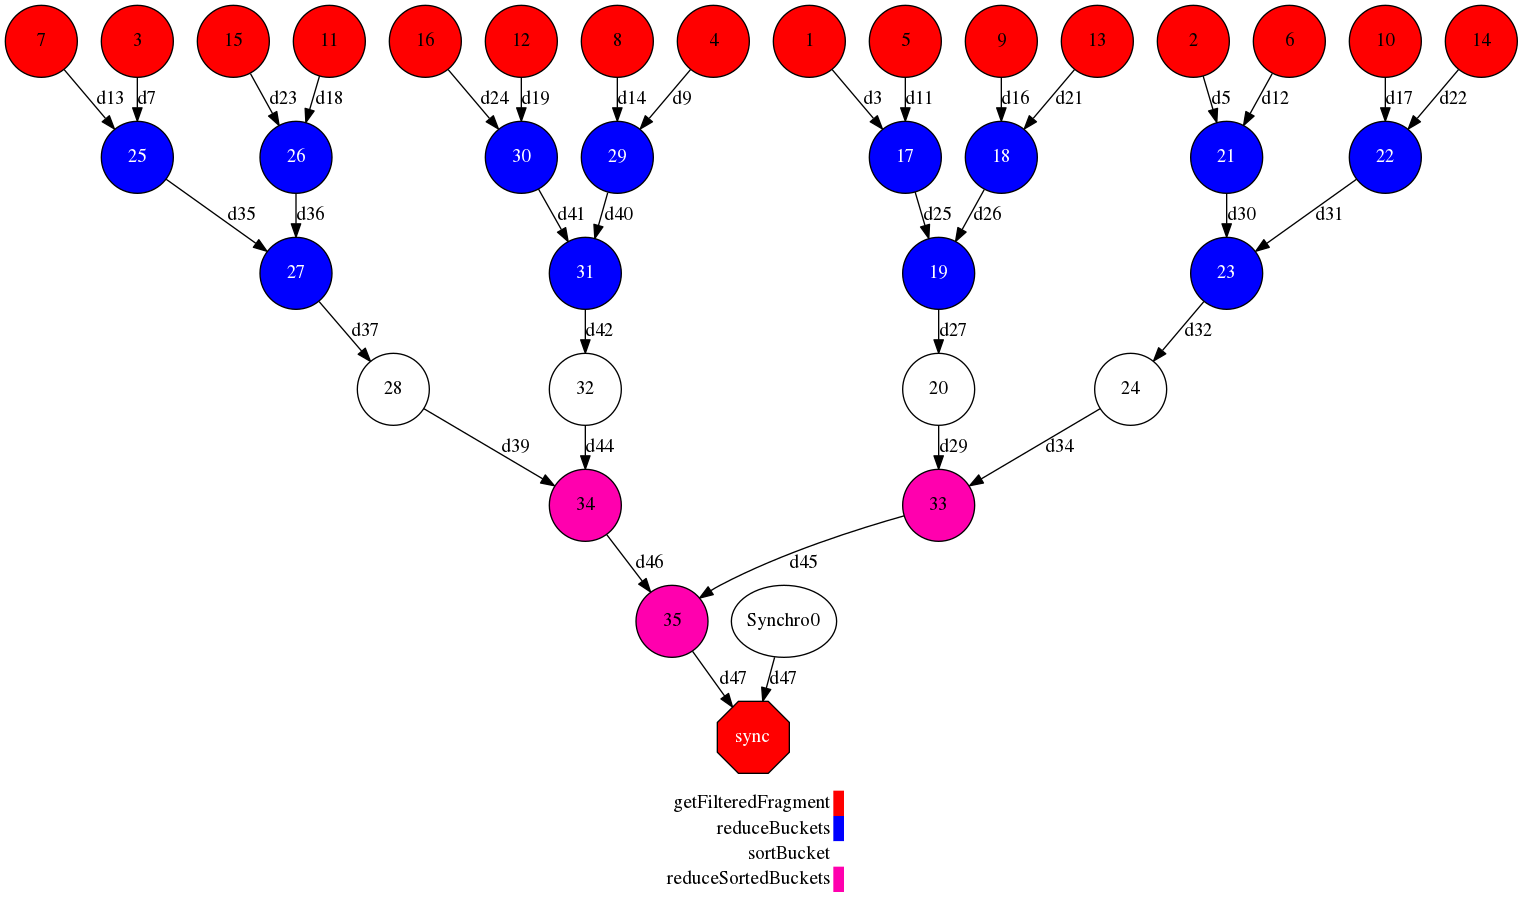 7 3 15 11 16 12 8 4 1 5 9 13 2 6 10 14
d13 d7 d23 d18 d24 d19 d14 d9 d3 d11 d16 d21 d5 d12 d17 d22
25 26 30 29 17 18 21 22
d35 d36 d41 d40 d25 d26 d30 d31
27 31 19 23
d37 d42 d27 d32
28 32 20 24
d39 d44 d29 d34
34 33
d46 d45
35 Synchro0
d47 d47
sync
getFilteredFragment
reduceBuckets
sortBucket
reduceSortedBuckets